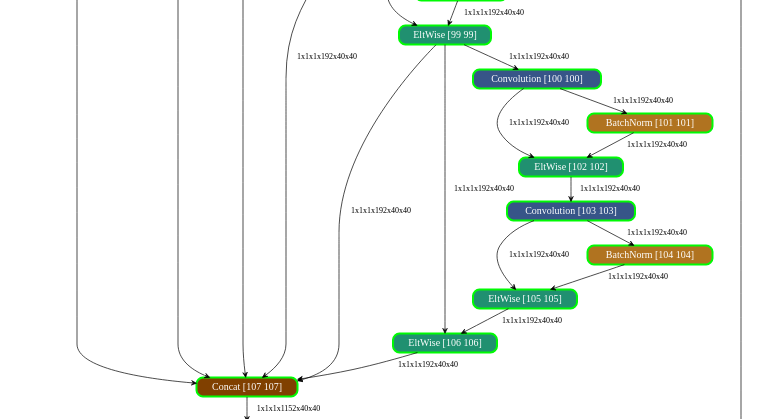 1x1x1x192x40x40
EltWise [99 99]
1x1x1x192x40x40
1x1x1x192x40x40
Convolution [100 100]
1x1x1x192x40x40
1x1x1x192x40x40
BatchNorm [101 101]
1x1x1x192x40x40
EltWise [102 102]
1x1x1x192x40x40
1x1x1x192x40x40
1x1x1x192x40x40
Convolution [103 103]
1x1x1x192x40x40
1x1x1x192x40x40
BatchNorm [104 104]
1x1x1x192x40x40
EltWise [105 105]
1x1x1x192x40x40
EltWise [106 106]
1x1x1x192x40x40
Concat [107 107]
1x1x1x1152x40x40